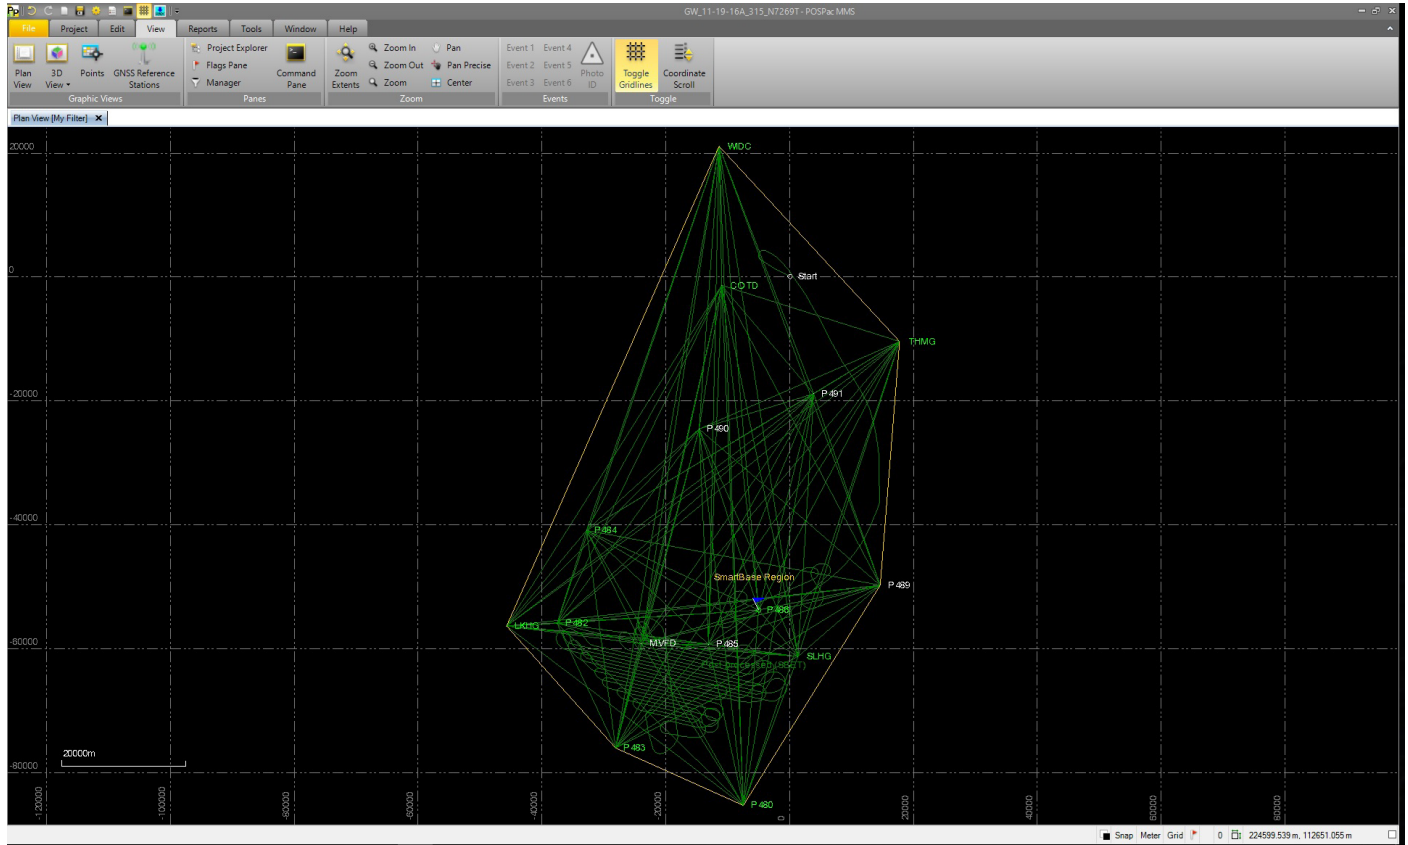 GW_11-19-16A_315_N7269T - POSPac MMS
File Project Edit View Reports Tools Window Help
Plan View
3D View
Points
GNSS Reference Stations
Graphic Views
Project Explorer
Flags Pane
Manager
Command Pane
Panes
Zoom Extents
Zoom In
Zoom Out
Zoom
Pan
Pan Precise
Center
Zoom
Event 1 Event 4
Event 2 Event 5
Event 3 Event 6
Photo ID
Events
Toggle Gridlines
Coordinate Scroll
Toggle
Plan View [My Filter]
20000
WIDC
0
Start
COTD
THMG
-20000
P491
P490
-40000
P484
SmartBase Region
P489
P486
LKHG
P482
-60000
MVFD
P485
SLHG
Post-processed (SBET)
P483
20000m
-80000
P480
-120000
-100000
-80000
-60000
-40000
-20000
0
20000
40000
60000
80000
Snap Meter Grid 0 224599.539 m, 112651.055 m